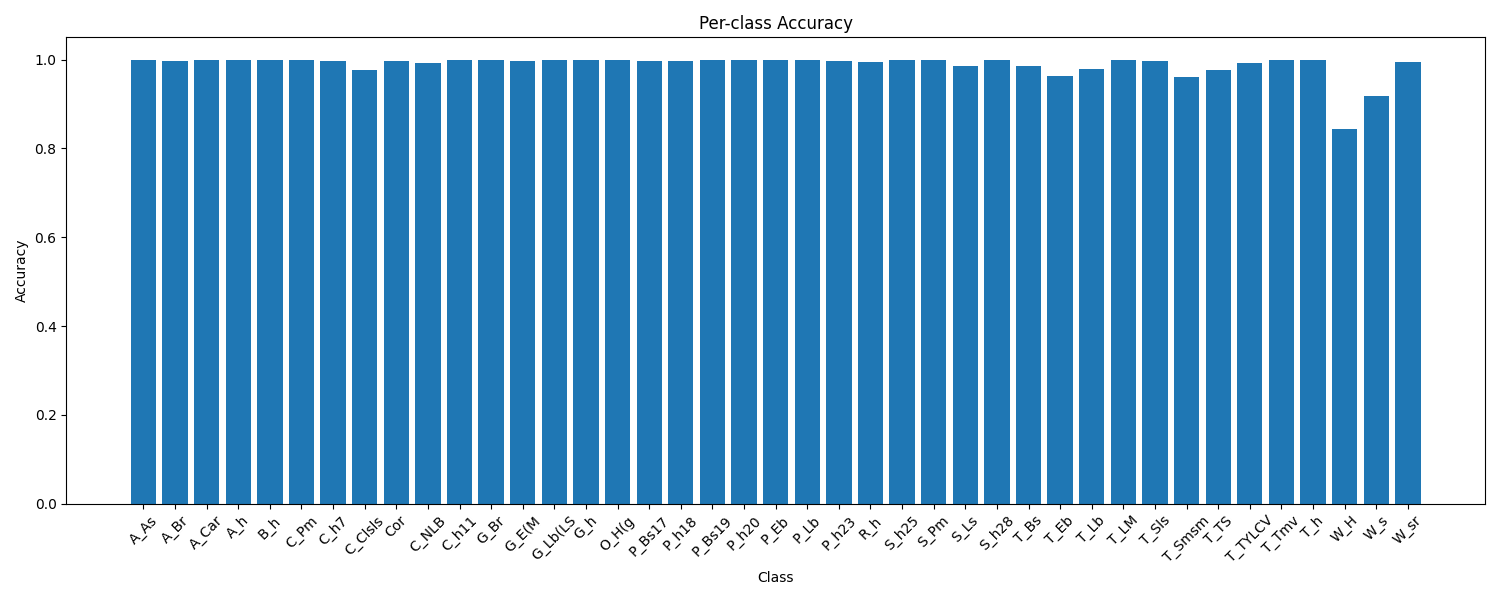 Per-class Accuracy
Accuracy
1.0
0.8
0.6
0.4
0.2
0.0
A_As
A_Br
A_Car
A_h
B_h
C_Pm
C_h7
C_Clsls
Cor
C_NLB
C_h11
G_Br
G_E(M
G_Lb(LS
G_h
O_H(g
P_Bs17
P_h18
P_Bs19
P_h20
P_Eb
P_Lb
P_h23
R_h
S_h25
S_Pm
S_Ls
S_h28
T_Bs
T_Eb
T_Lb
T_LM
T_Sls
T_Smsm
T_TS
T_TYLCV
T_Tmv
T_h
W_H
W_s
W_sr
Class